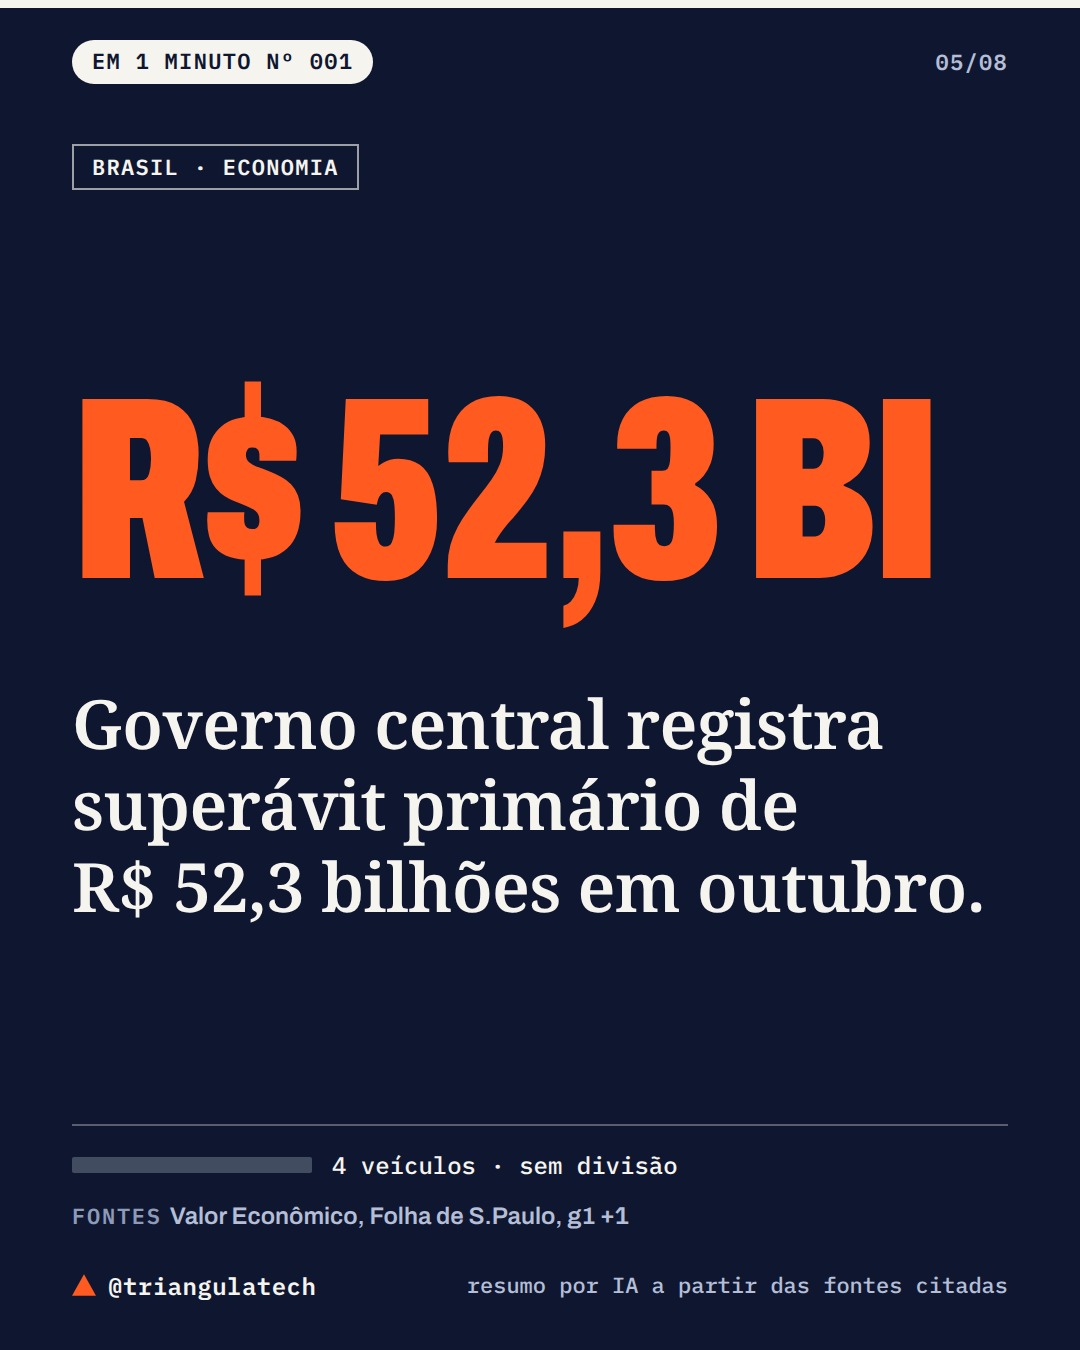 EM 1 MINUTO Nº 001
05/08
BRASIL · ECONOMIA
R$ 52,3 BI
Governo central registra
superávit primário de
R$ 52,3 bilhões em outubro.
4 veículos · sem divisão
FONTES Valor Econômico, Folha de S.Paulo, g1 +1
@triangulatech
resumo por IA a partir das fontes citadas